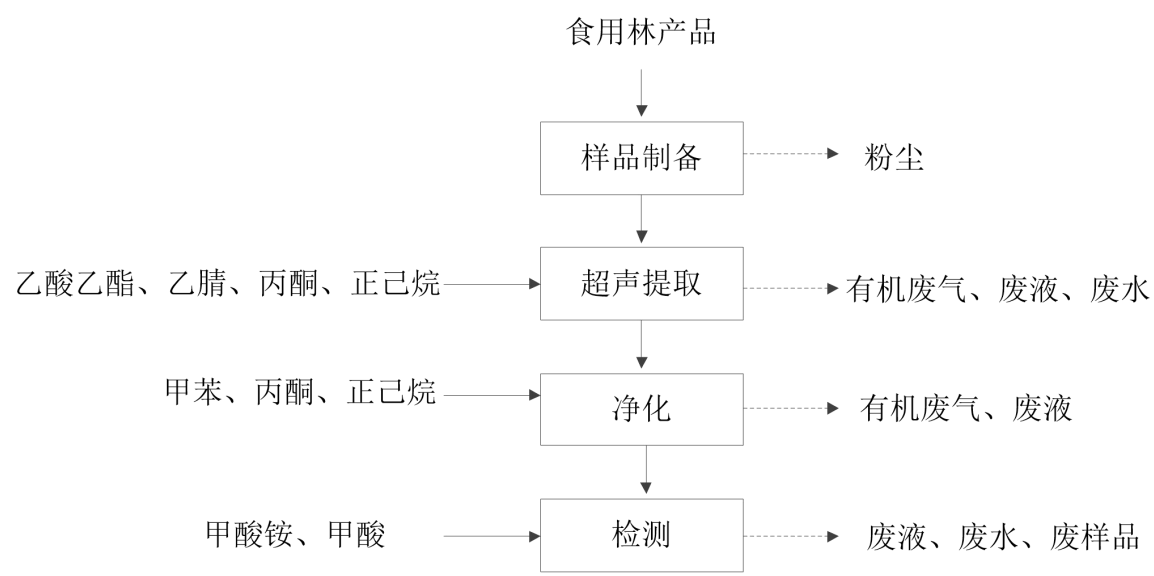 食用林产品
样品制备
粉尘
乙酸乙酯、乙腈、丙酮、正己烷
超声提取
有机废气、废液、废水
甲苯、丙酮、正己烷
净化
有机废气、废液
甲酸铵、甲酸
检测
废液、废水、废样品